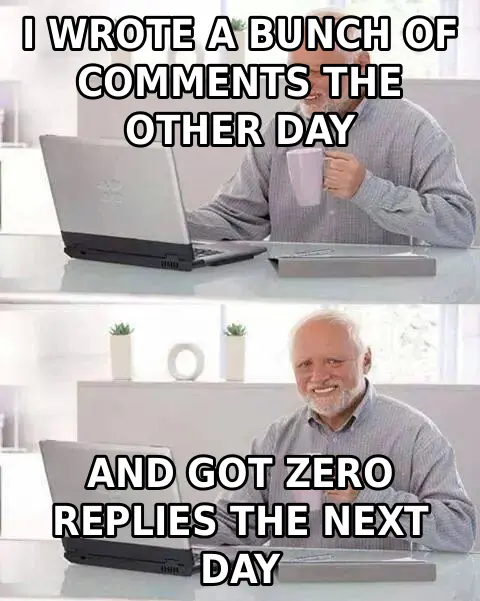 I WROTE A BUNCH OF
COMMENTS THE
OTHER DAY
AND GOT ZERO
REPLIES THE NEXT
DAY